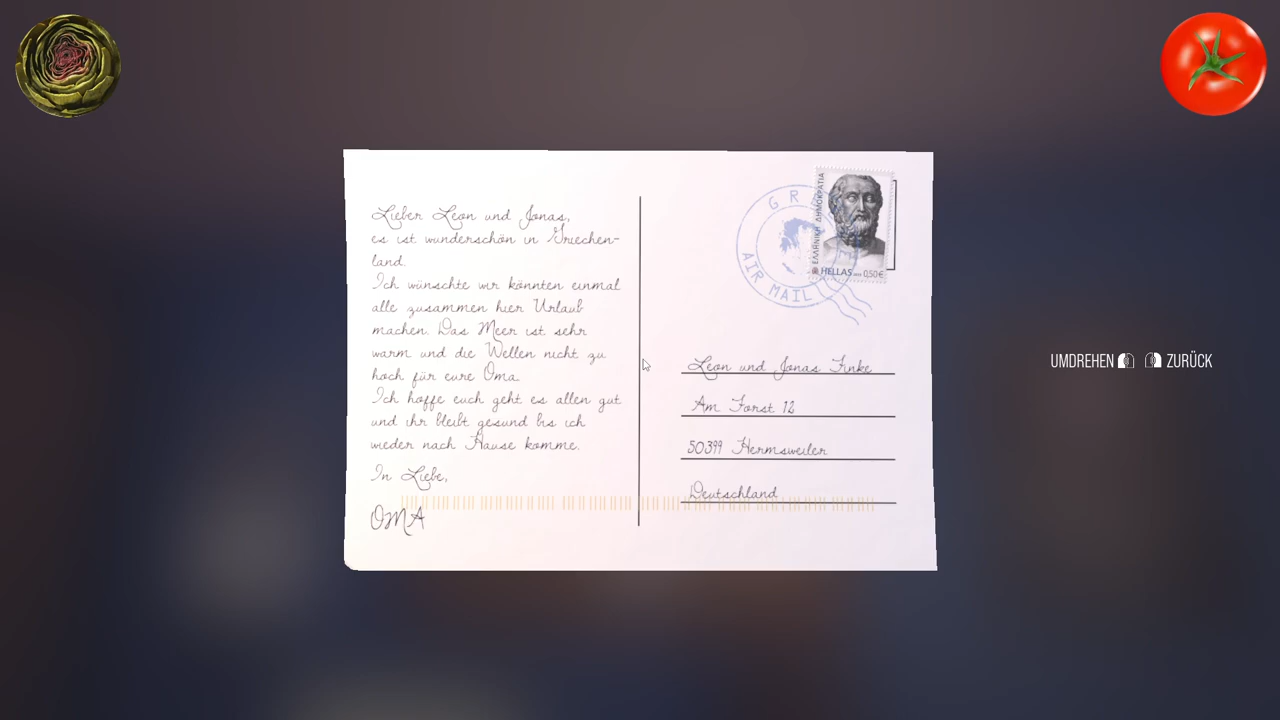 Lieber Leon und Jonas,
es ist wunderschön in Griechen-
land.
Ich wünschte wir könnten einmal
alle zusammen hier Urlaub
machen. Das Meer ist sehr
warm und die Wellen nicht zu
hoch für eure Oma.
Ich hoffe euch geht es allen gut
und ihr bleibt gesund bis ich
wieder nach Hause komme.
In Liebe,
OMA
ΕΛΛΗΝΙΚΗ ΔΗΜΟΚΡΑΤΙΑ
HELLAS 0,50€
AIR MAIL
Leon und Jonas Finke
Am Forst 12
50399 Hermsweiler
Deutschland
UMDREHEN ZURÜCK